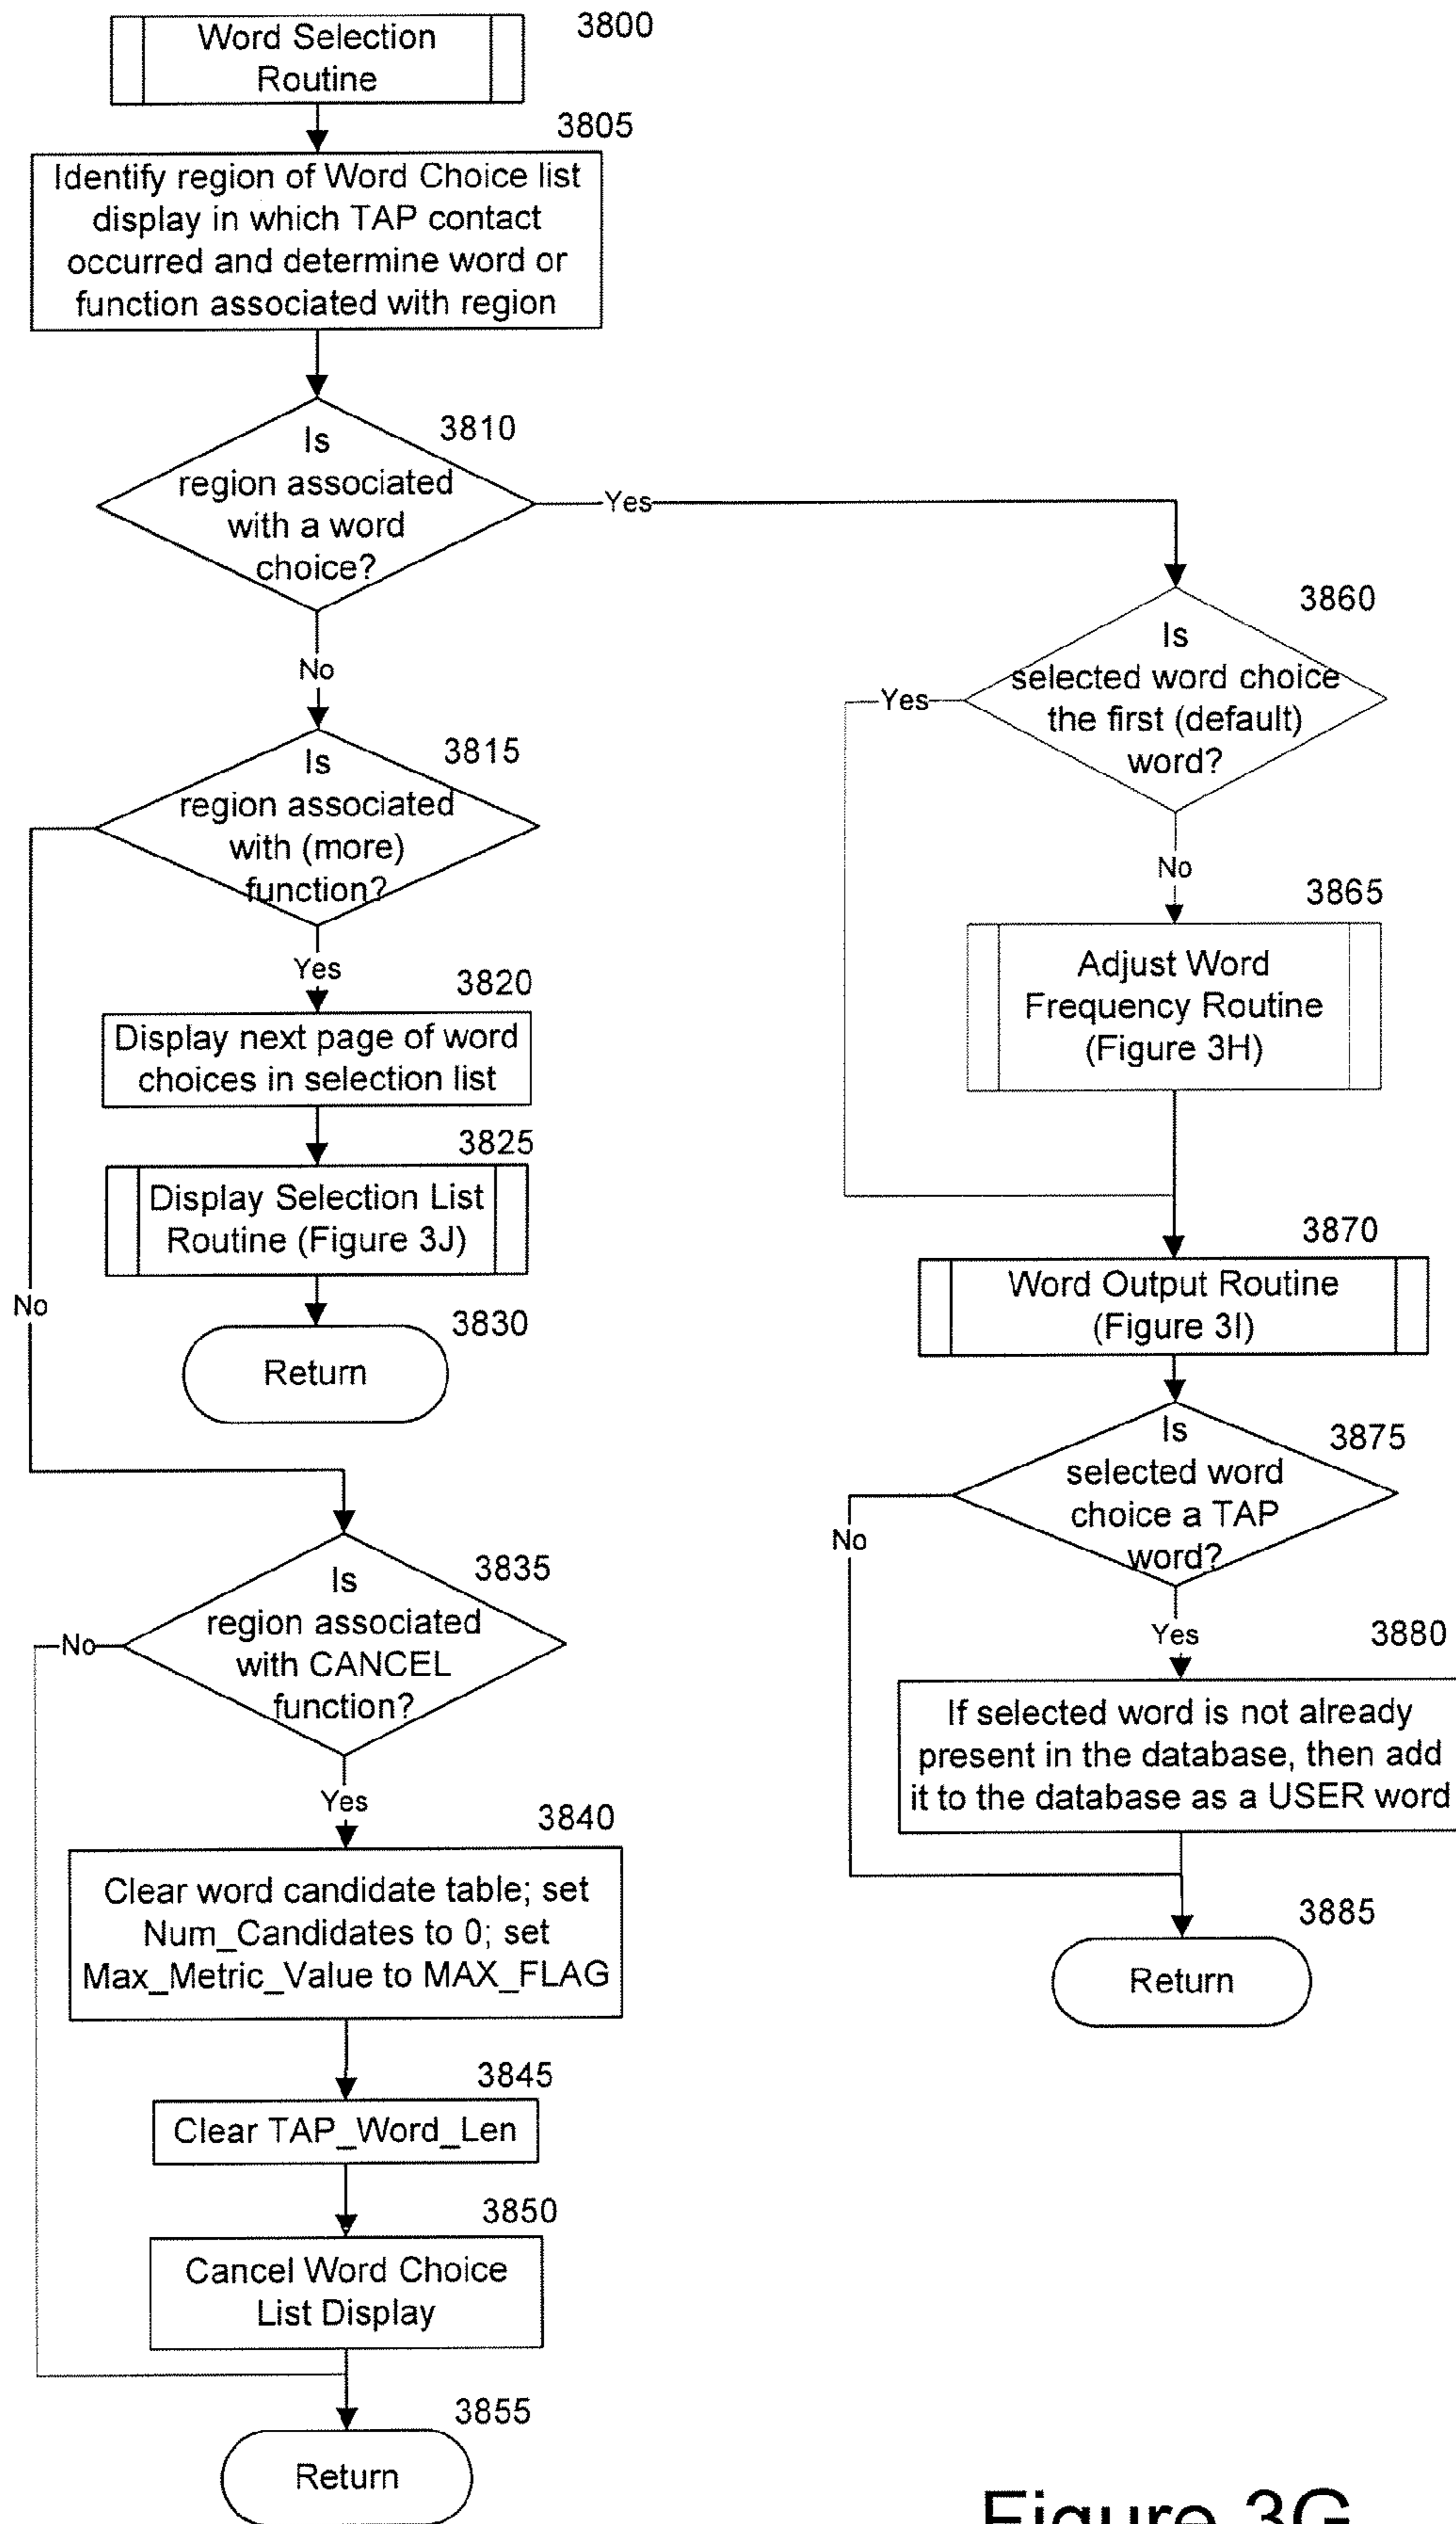 Word Selection
Routine
3800
3805
Identify region of Word Choice list
display in which TAP contact
occurred and determine word or
function associated with region
3810
Is
region associated
with a word
choice?
Yes
No
3815
Is
region associated
with (more)
function?
Yes
3820
Display next page of word
choices in selection list
3825
Display Selection List
Routine (Figure 3J)
No
3830
Return
3835
Is
region associated
with CANCEL
function?
No
Yes
3840
Clear word candidate table; set
Num_Candidates to 0; set
Max_Metric_Value to MAX_FLAG
3845
Clear TAP_Word_Len
3850
Cancel Word Choice
List Display
3855
Return
3860
Is
selected word choice
the first (default)
word?
Yes
No
3865
Adjust Word
Frequency Routine
(Figure 3H)
3870
Word Output Routine
(Figure 3I)
3875
Is
selected word
choice a TAP
word?
No
Yes
3880
If selected word is not already
present in the database, then add
it to the database as a USER word
3885
Return
Figure 3G